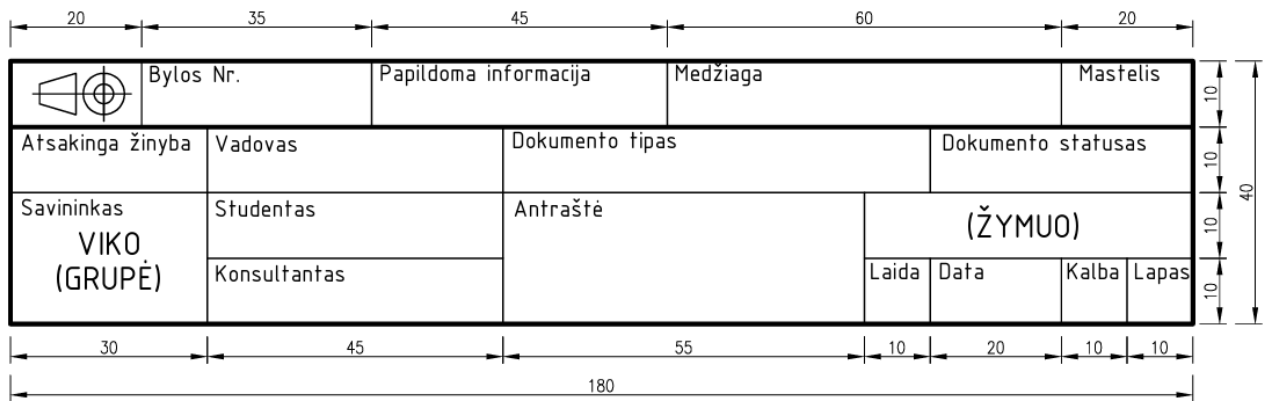 20 35 45 60 20
Bylos Nr. Papildoma informacija Medžiaga Mastelis
10
Atsakinga žinyba Vadovas Dokumento tipas Dokumento statusas
10
40
Savininkas Studentas Antraštė
VIKO (ŽYMUO)
10
(GRUPĖ) Konsultantas Laida Data Kalba Lapas
10
30 45 55 10 20 10 10
180